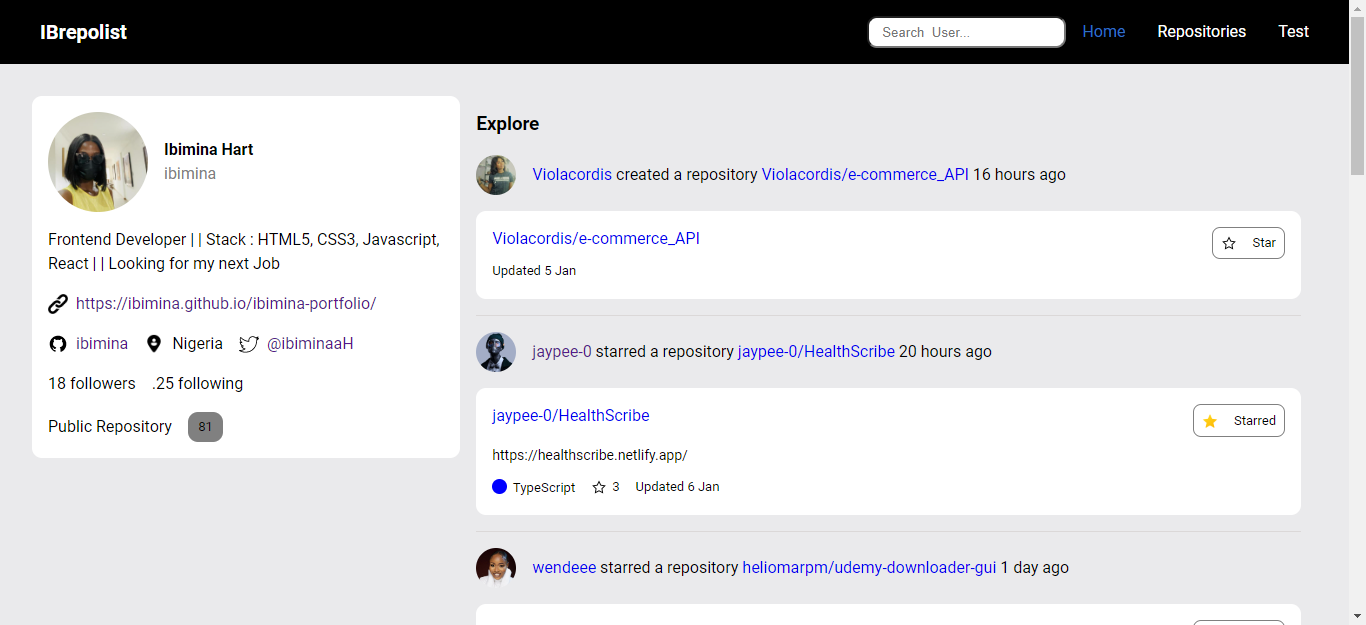 IBrepolist
Search User...
Home
Repositories
Test
Ibimina Hart
ibimina
Frontend Developer | | Stack : HTML5, CSS3, Javascript,
React | | Looking for my next Job
https://ibimina.github.io/ibimina-portfolio/
ibimina
Nigeria
@ibiminaaH
18 followers
.25 following
Public Repository
81
Explore
Violacordis created a repository Violacordis/e-commerce_API 16 hours ago
Violacordis/e-commerce_API
Star
Updated 5 Jan
jaypee-0 starred a repository jaypee-0/HealthScribe 20 hours ago
jaypee-0/HealthScribe
Starred
https://healthscribe.netlify.app/
TypeScript
3
Updated 6 Jan
wendeee starred a repository heliomarpm/udemy-downloader-gui 1 day ago